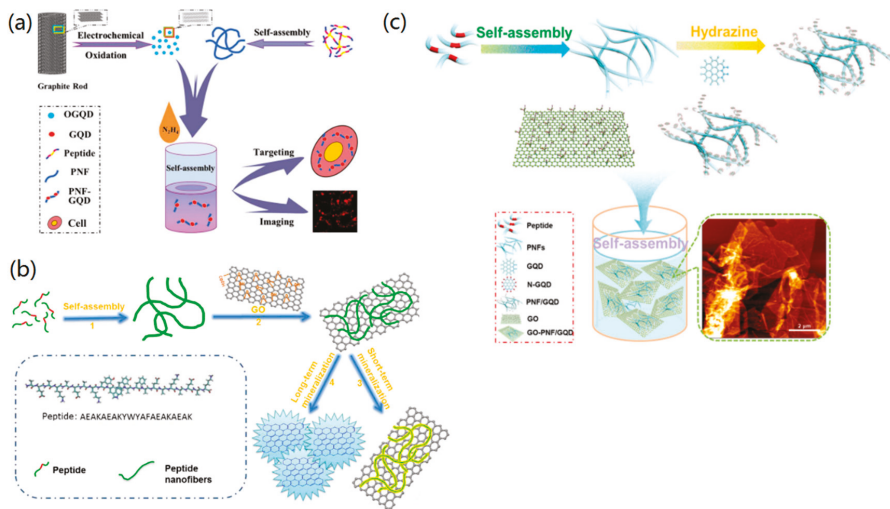 (a)
Electrochemical
Oxidation
Self-assembly
Graphite Rod
N₂H₄
OGQD
GQD
Peptide
PNF
PNF-
GQD
Cell
Self-assembly
Targeting
Imaging
(b)
Self-assembly
1
GO
2
Long-term
mineralization
4
Short-term
mineralization
5
Peptide: AEAKAEAKYWYAFAEAKAEAK
Peptide
Peptide
nanofibers
(c)
Self-assembly
Hydrazine
Peptide
PNFs
GQD
N-GQD
PNF/GQD
GO
GO-PNF/GQD
Self-assembly
2 μm